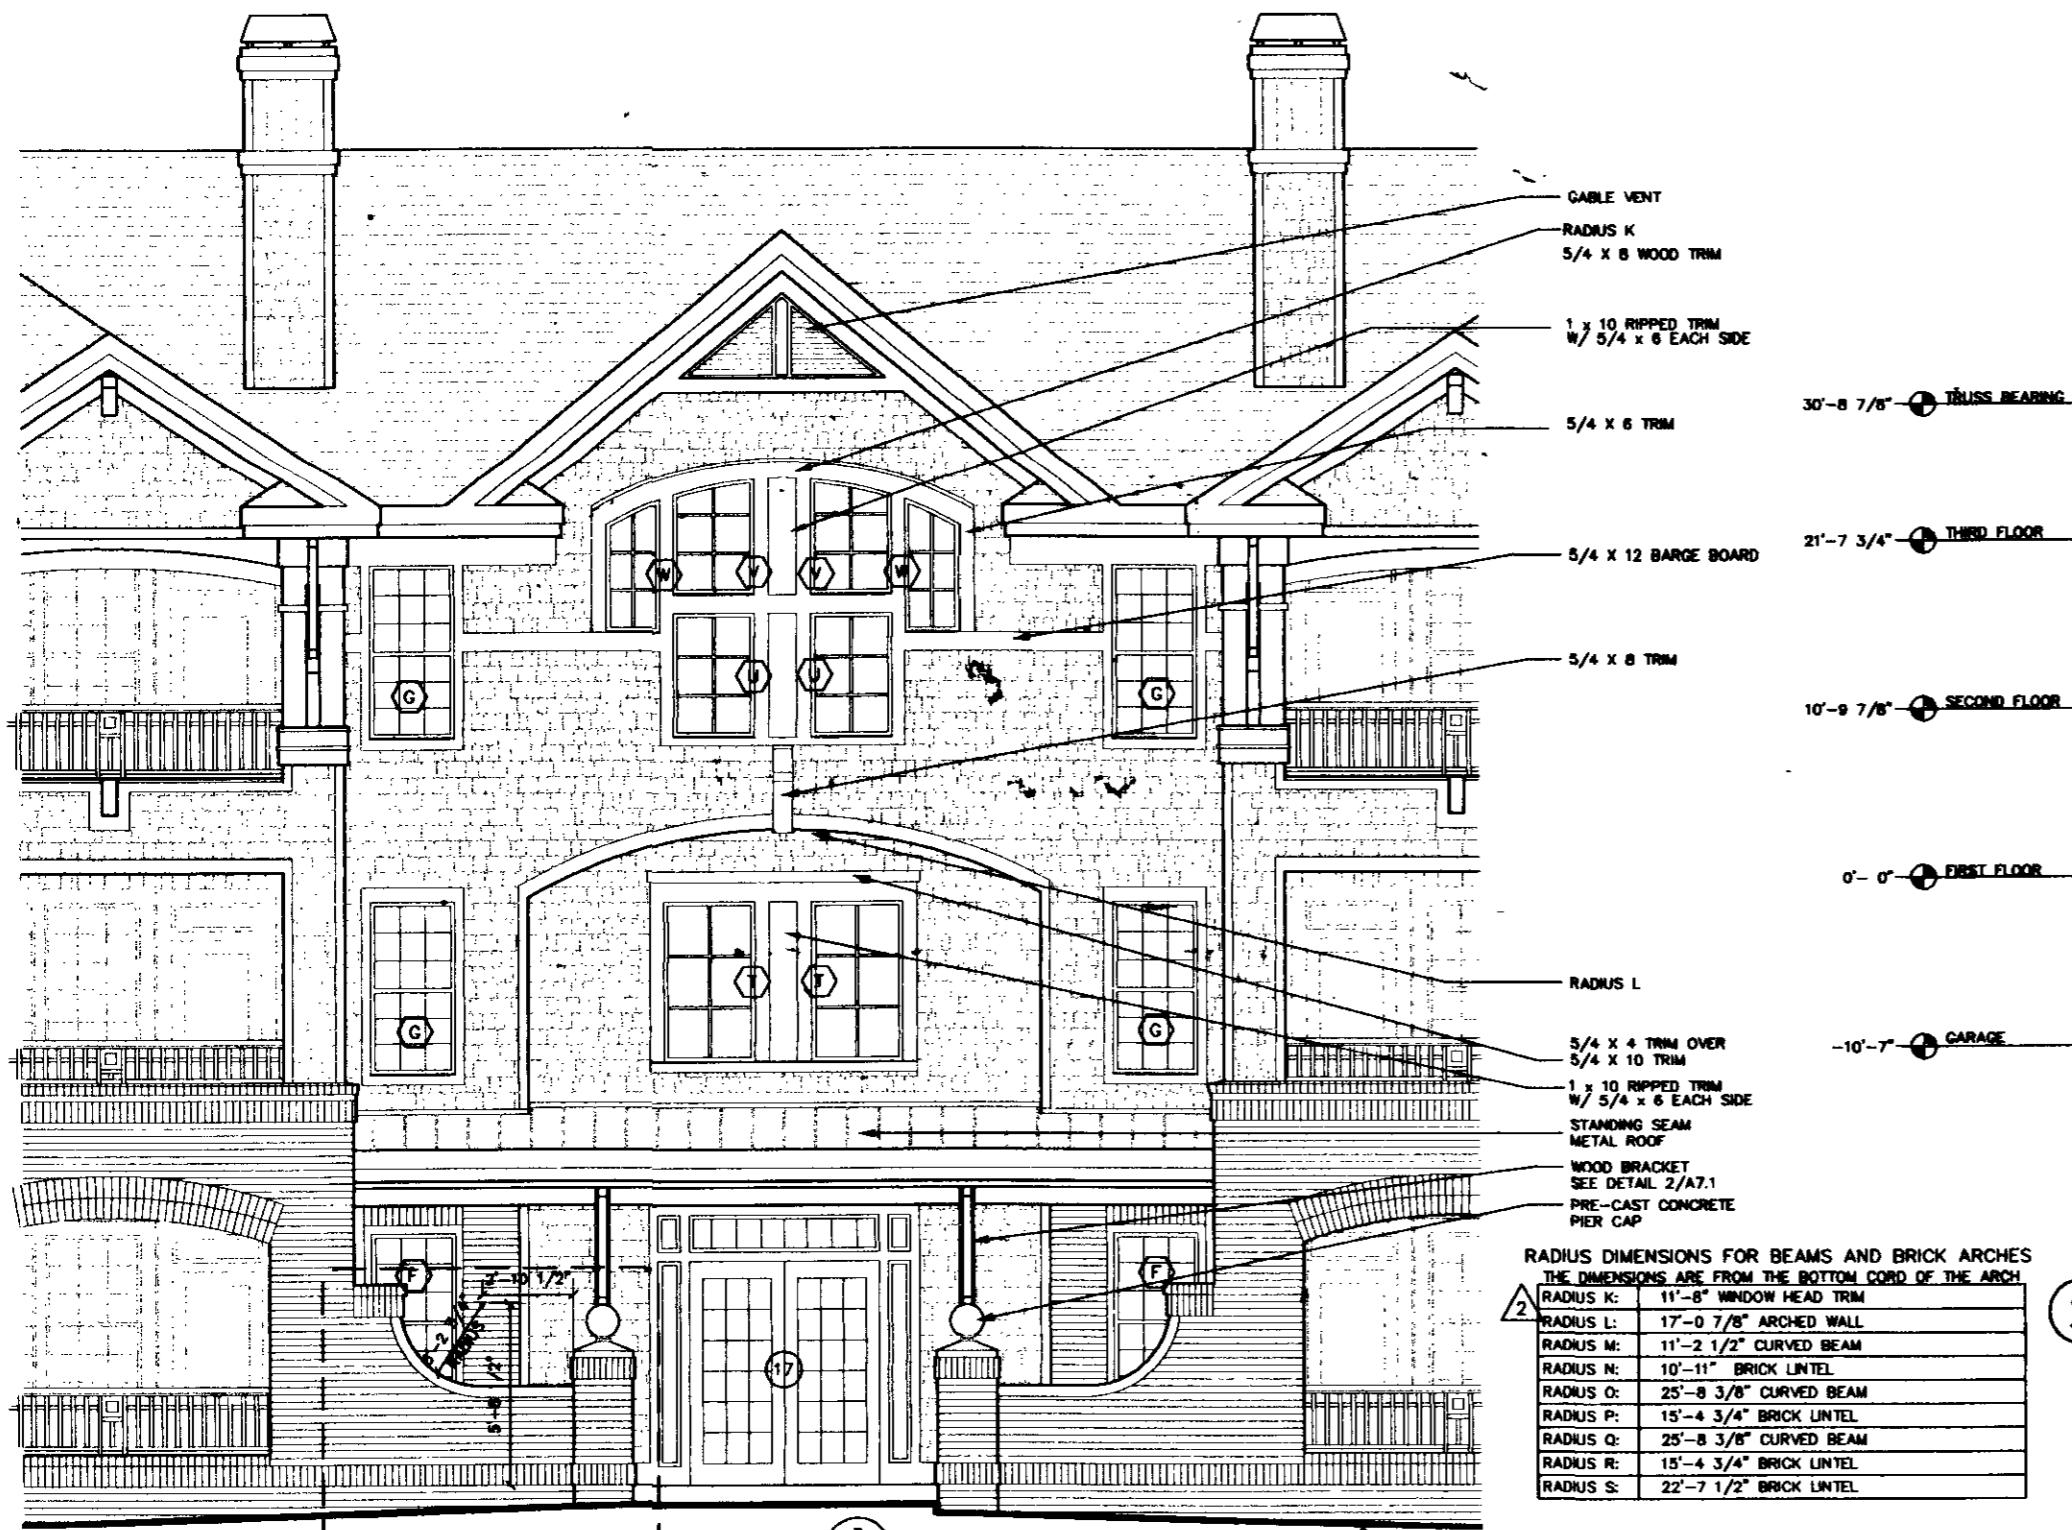 GABLE VENT
RADIUS K
5/4 X 8 WOOD TRIM
1 x 10 RIPPED TRIM
W/ 5/4 x 6 EACH SIDE
30'-8 7/8" TRUSS BEARING
5/4 X 6 TRIM
21'-7 3/4" THIRD FLOOR
5/4 X 12 BARGE BOARD
W V V W
5/4 X 8 TRIM
G U U G
10'-9 7/8" SECOND FLOOR
0'- 0" FIRST FLOOR
T T
RADIUS L
G G
5/4 X 4 TRIM OVER
5/4 X 10 TRIM
-10'-7" GARAGE
1 x 10 RIPPED TRIM
W/ 5/4 x 6 EACH SIDE
STANDING SEAM
METAL ROOF
WOOD BRACKET
SEE DETAIL 2/A7.1
PRE-CAST CONCRETE
PIER CAP
F F
RADIUS
17
RADIUS DIMENSIONS FOR BEAMS AND BRICK ARCHES
THE DIMENSIONS ARE FROM THE BOTTOM CORD OF THE ARCH
2
RADIUS K: 11'-8" WINDOW HEAD TRIM
RADIUS L: 17'-0 7/8" ARCHED WALL
RADIUS M: 11'-2 1/2" CURVED BEAM
RADIUS N: 10'-11" BRICK LINTEL
RADIUS O: 25'-8 3/8" CURVED BEAM
RADIUS P: 15'-4 3/4" BRICK LINTEL
RADIUS Q: 25'-8 3/8" CURVED BEAM
RADIUS R: 15'-4 3/4" BRICK LINTEL
RADIUS S: 22'-7 1/2" BRICK LINTEL